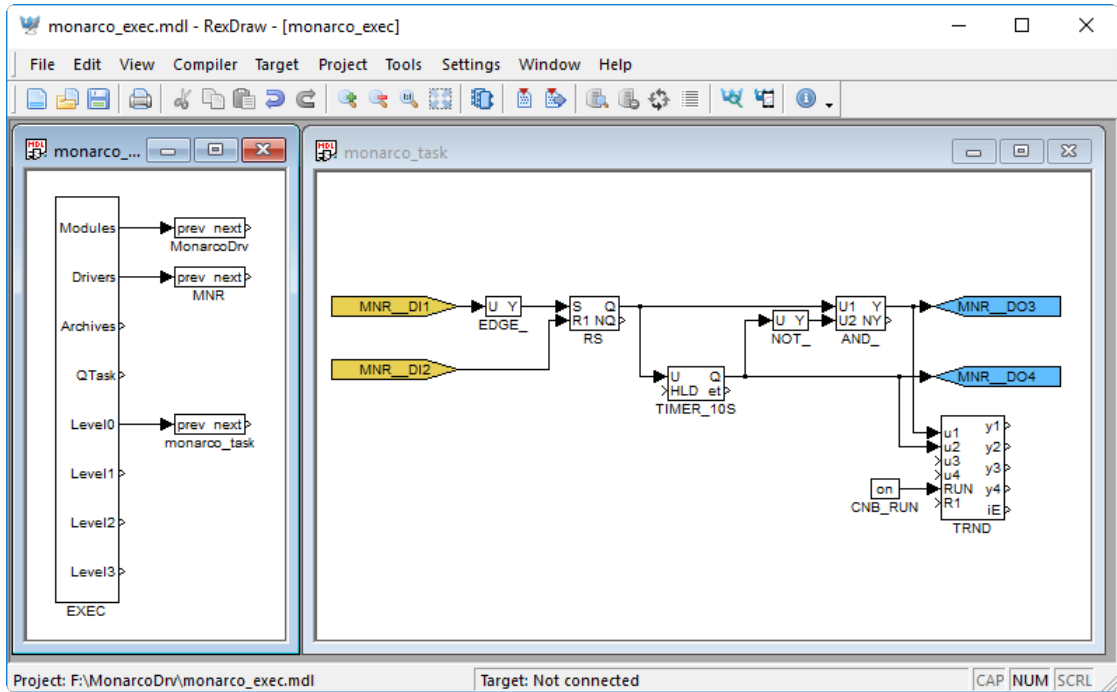 monarco_exec.mdl - RexDraw - [monarco_exec]
File Edit View Compiler Target Project Tools Settings Window Help
monarco_...
Modules
prev next
MonarcoDrv
Drivers
prev next
MNR
Archives
QTask
Level0
prev next
monarco_task
Level1
Level2
Level3
EXEC
monarco_task
MNR__DI1
U Y
EDGE_
S Q
R1 NQ
RS
U1 Y
U2 NY
AND_
MNR__DO3
U Y
NOT_
MNR__DI2
U Q
HLD et
TIMER_10S
MNR__DO4
u1 y1
u2 y2
u3 y3
u4 y4
RUN iE
R1
TRND
on
CNB_RUN
Project: F:\MonarcoDrv\monarco_exec.mdl
Target: Not connected
CAP NUM SCRL